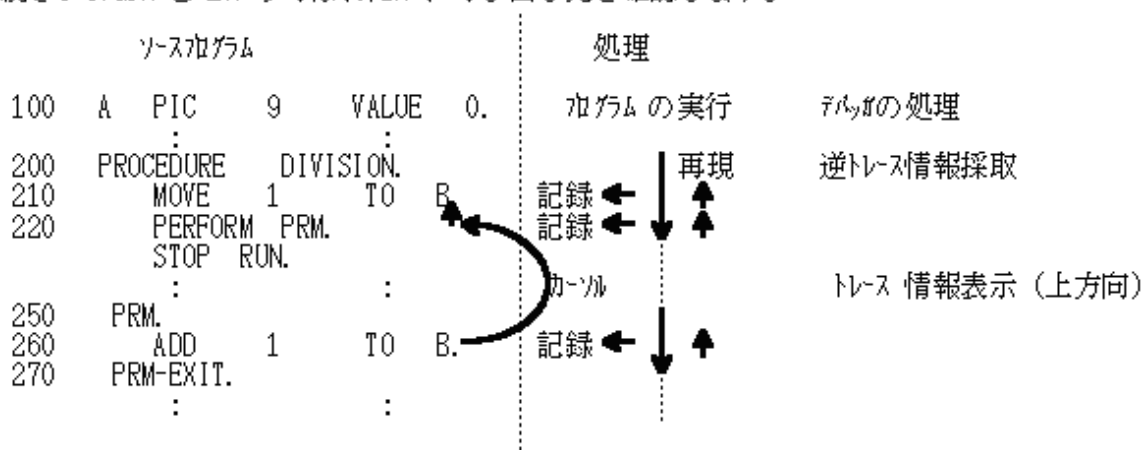 ソースプログラム 処理
100 A PIC 9 VALUE 0. プログラム の実行 デバッガの処理
: :
200 PROCEDURE DIVISION. 再現 逆トレース情報採取
210 MOVE 1 TO B 記録
220 PERFORM PRM. 記録
STOP RUN.
: : カーソル トレース 情報表示（上方向）
250 PRM.
260 ADD 1 TO B. 記録
270 PRM-EXIT.
: :